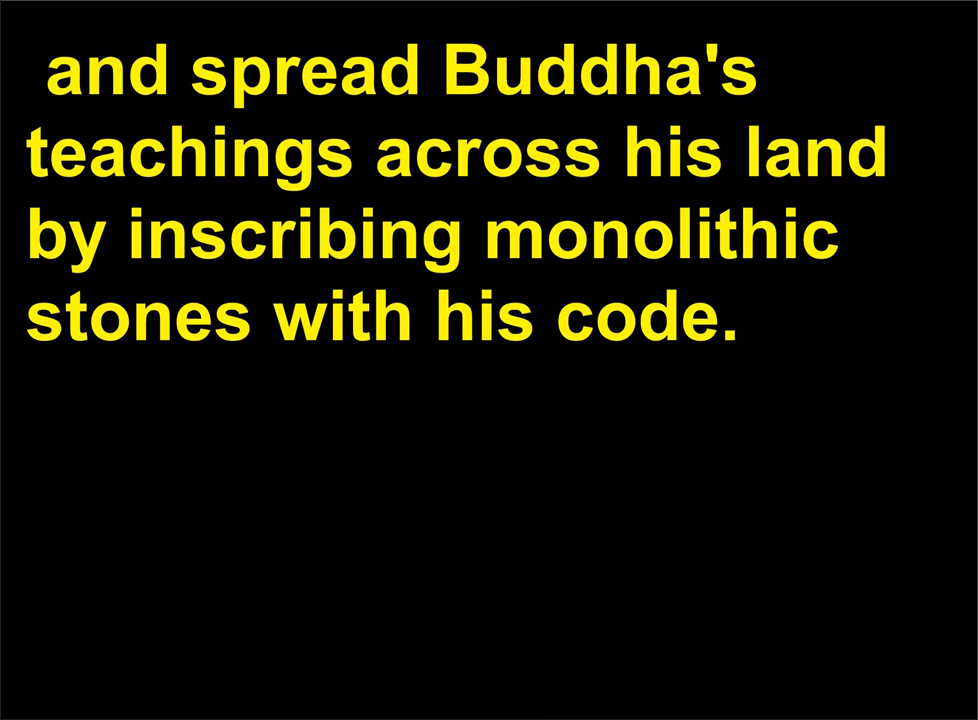 and spread Buddha's
teachings across his land
by inscribing monolithic
stones with his code.